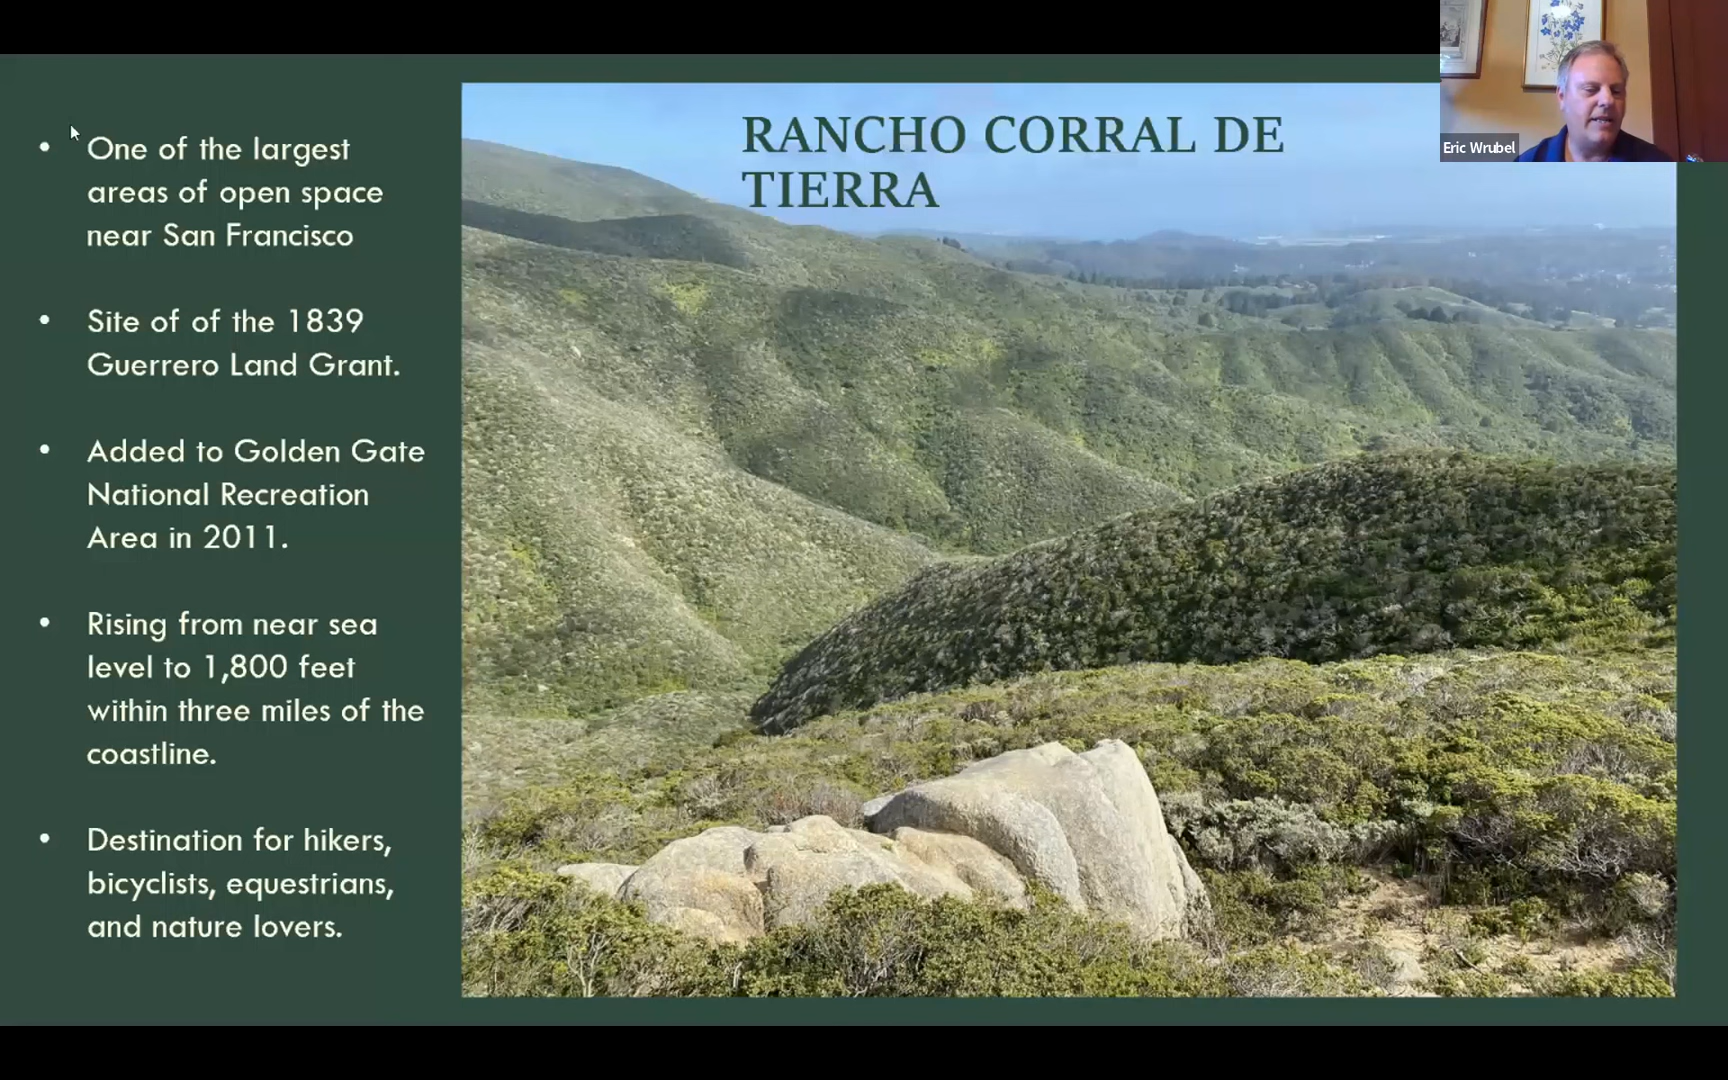 RANCHO CORRAL DE
TIERRA
• One of the largest
areas of open space
near San Francisco
• Site of of the 1839
Guerrero Land Grant.
• Added to Golden Gate
National Recreation
Area in 2011.
• Rising from near sea
level to 1,800 feet
within three miles of the
coastline.
• Destination for hikers,
bicyclists, equestrians,
and nature lovers.
Eric Wrubel